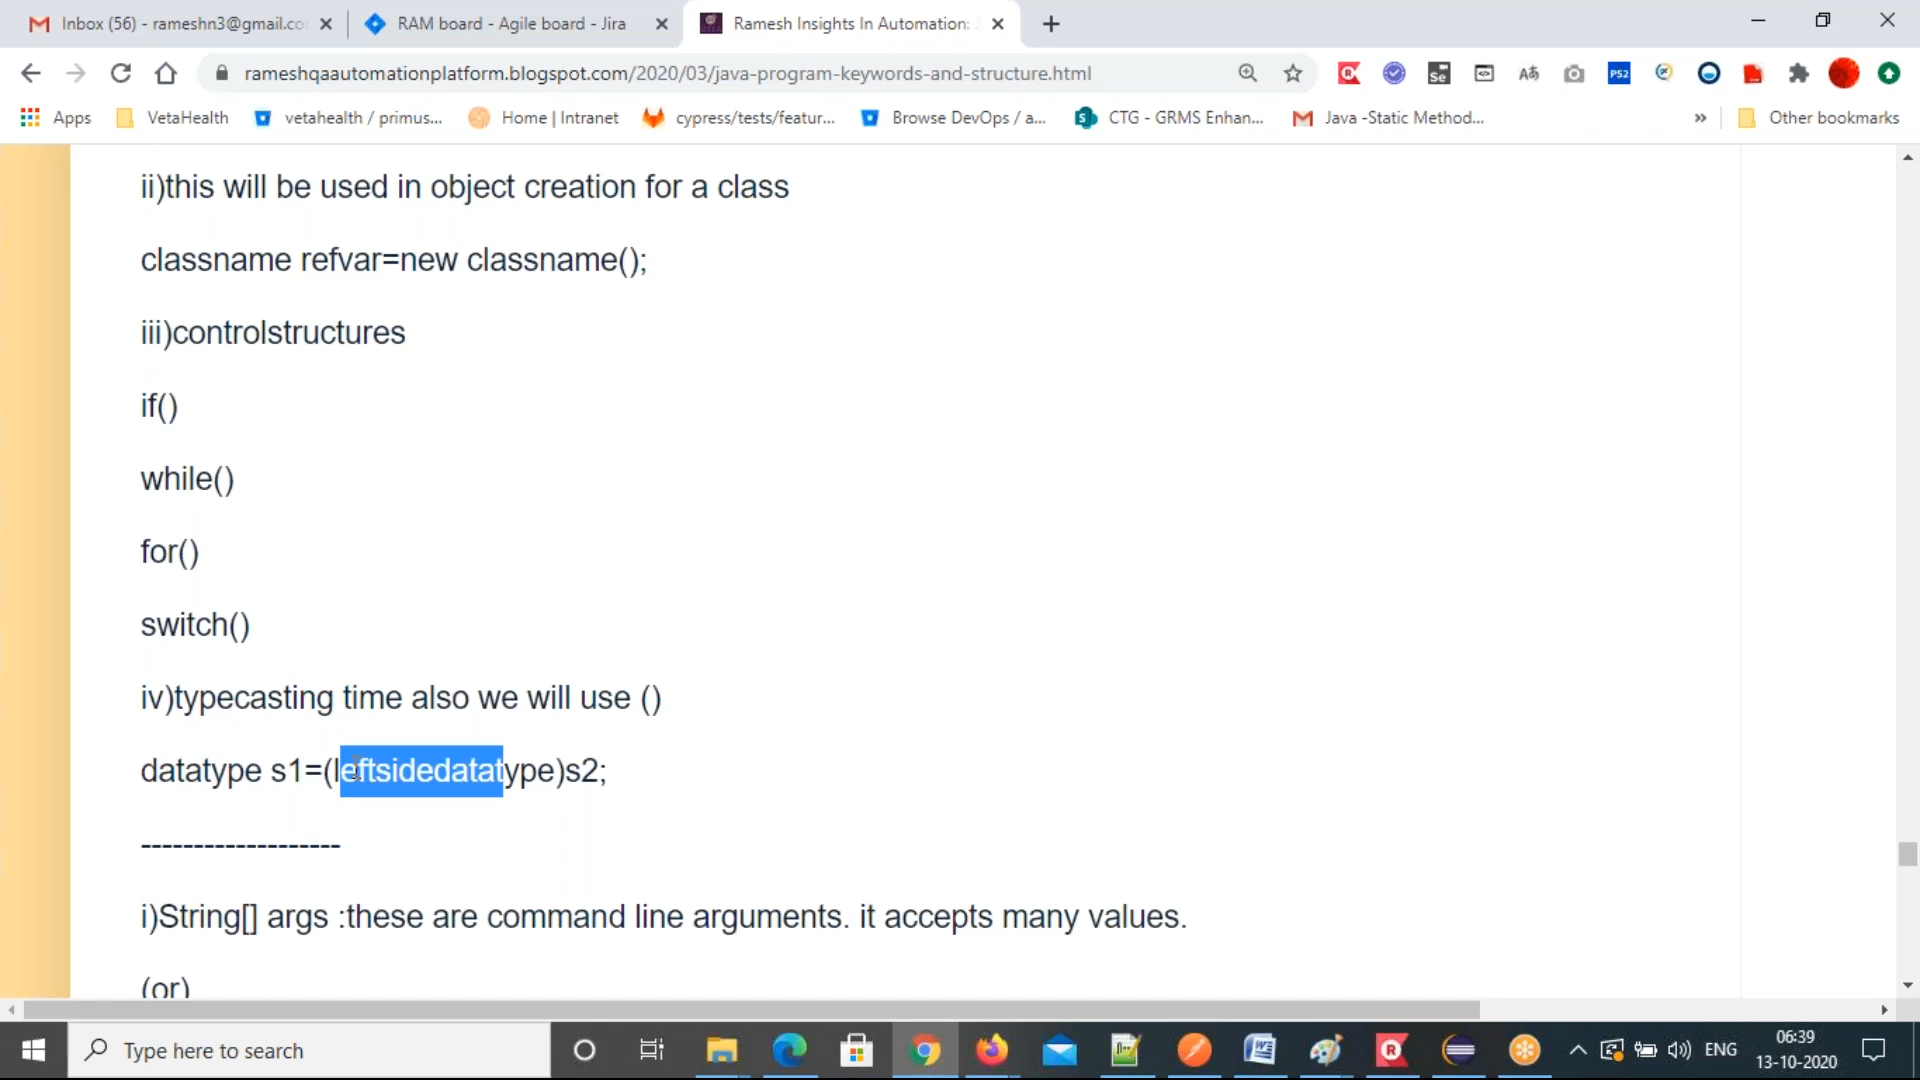 Inbox (56) - rameshn3@gmail.co
RAM board - Agile board - Jira
Ramesh Insights In Automation:
rameshqaautomationplatform.blogspot.com/2020/03/java-program-keywords-and-structure.html
Apps
VetaHealth
vetahealth / primus...
Home | Intranet
cypress/tests/featur...
Browse DevOps / a...
CTG - GRMS Enhan...
Java -Static Method...
»
Other bookmarks
ii)this will be used in object creation for a class
classname refvar=new classname();
iii)controlstructures
if()
while()
for()
switch()
iv)typecasting time also we will use ()
datatype s1=(leftsidedatatype)s2;
-------------------
i)String[] args :these are command line arguments. it accepts many values.
(or)
Type here to search
ENG
06:39
13-10-2020